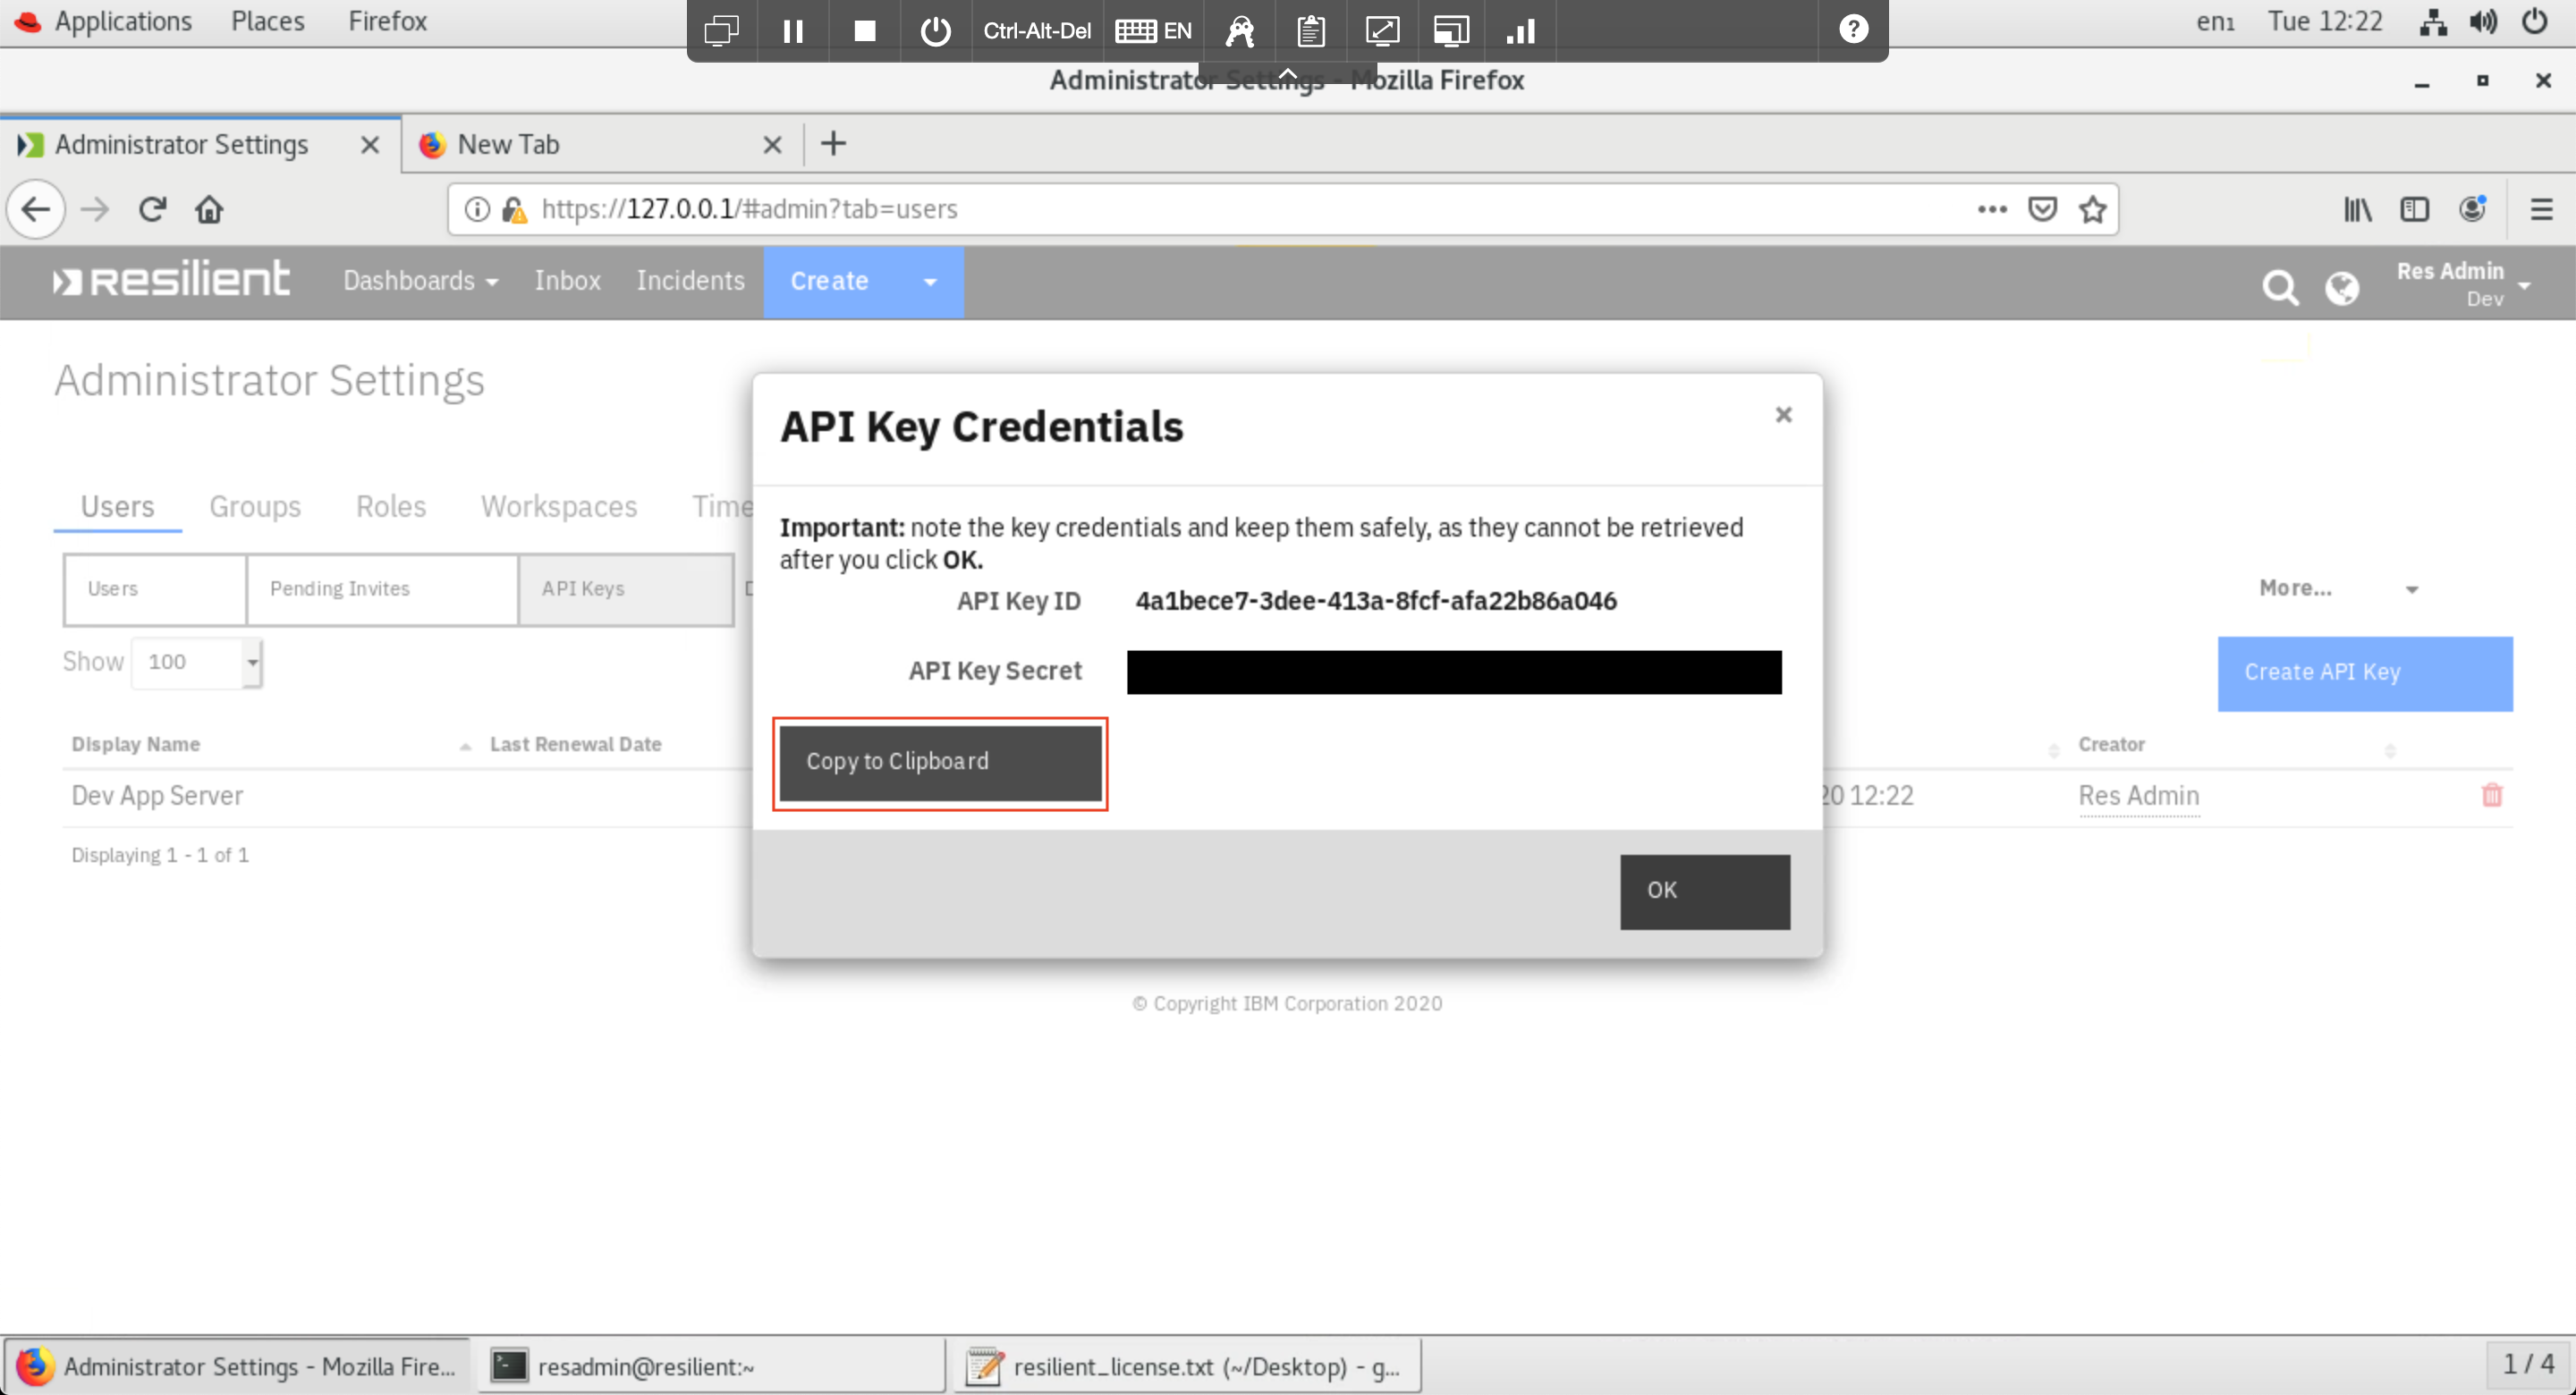 Applications Places Firefox
Ctrl-Alt-Del EN
en1 Tue 12:22
Administrator Settings - Mozilla Firefox
Administrator Settings
New Tab
https://127.0.0.1/#admin?tab=users
resilient Dashboards Inbox Incidents Create
Res Admin
Dev
Administrator Settings
API Key Credentials
Users Groups Roles Workspaces Time
Important: note the key credentials and keep them safely, as they cannot be retrieved
after you click OK.
Users Pending Invites API Keys
More...
API Key ID 4a1bece7-3dee-413a-8fcf-afa22b86a046
Show 100
API Key Secret
Create API Key
Display Name Last Renewal Date
Creator
Copy to Clipboard
Dev App Server
20 12:22 Res Admin
Displaying 1 - 1 of 1
OK
© Copyright IBM Corporation 2020
Administrator Settings - Mozilla Fire...
resadmin@resilient:~
resilient_license.txt (~/Desktop) - g...
1 / 4